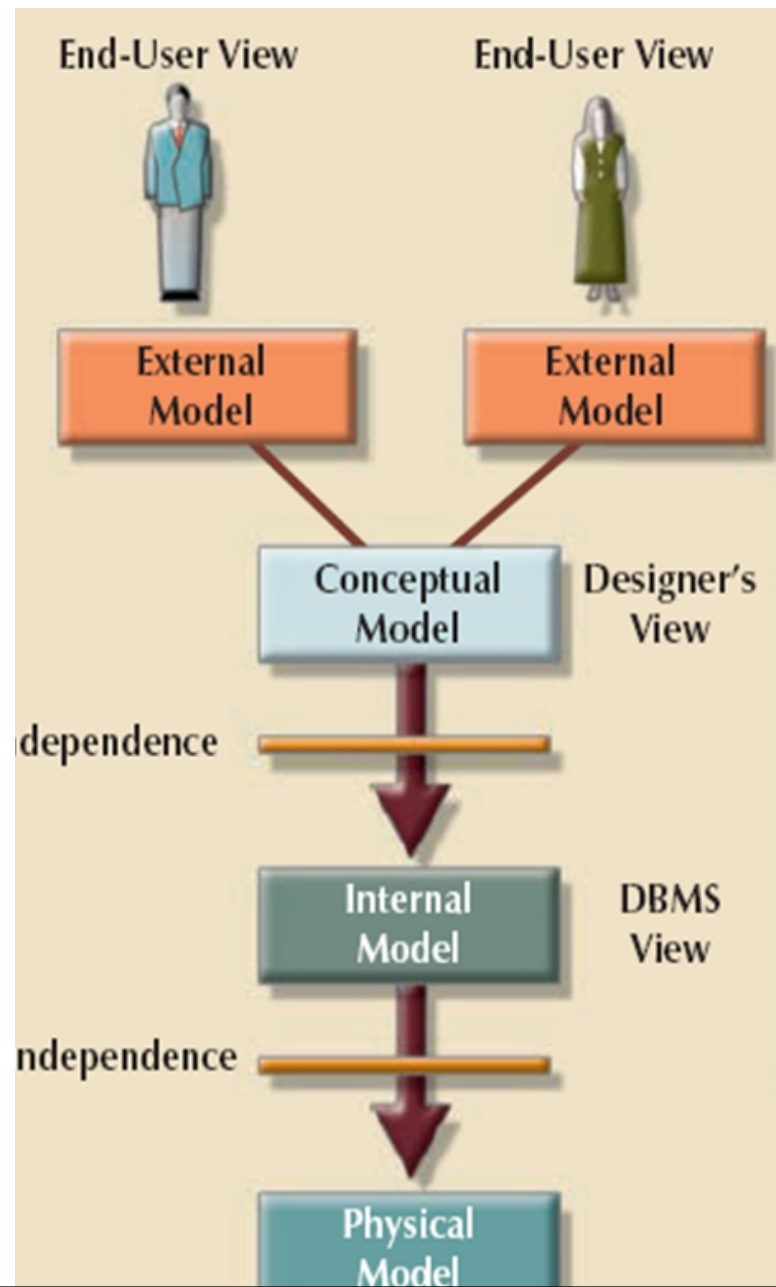 End-User View
End-User View
External
Model
External
Model
Conceptual
Model
Designer's
View
dependence
Internal
Model
DBMS
View
ndependence
Physical
Model